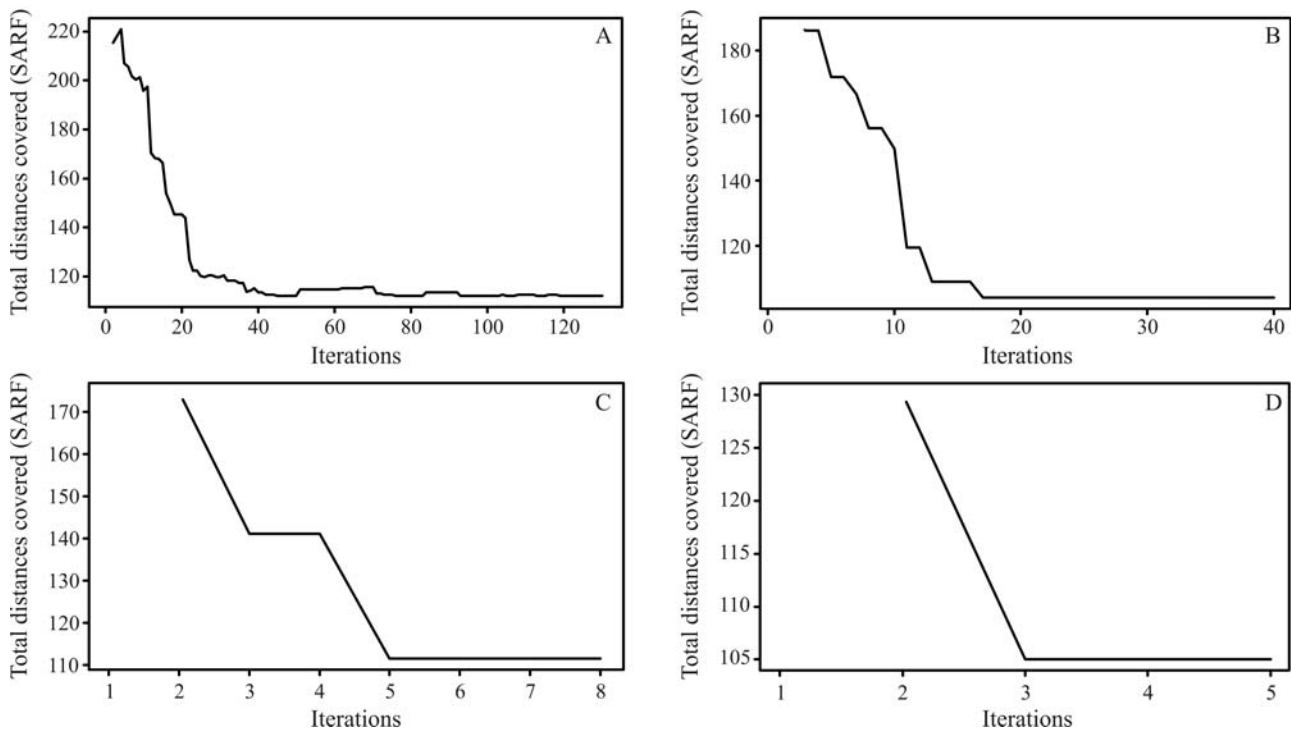 Total distances covered (SARF)
220
200
180
160
140
120
A
0 20 40 60 80 100 120
Iterations
Total distances covered (SARF)
180
160
140
120
B
0 10 20 30 40
Iterations
Total distances covered (SARF)
170
160
150
140
130
120
110
C
1 2 3 4 5 6 7 8
Iterations
Total distances covered (SARF)
130
125
120
115
110
105
D
1 2 3 4 5
Iterations